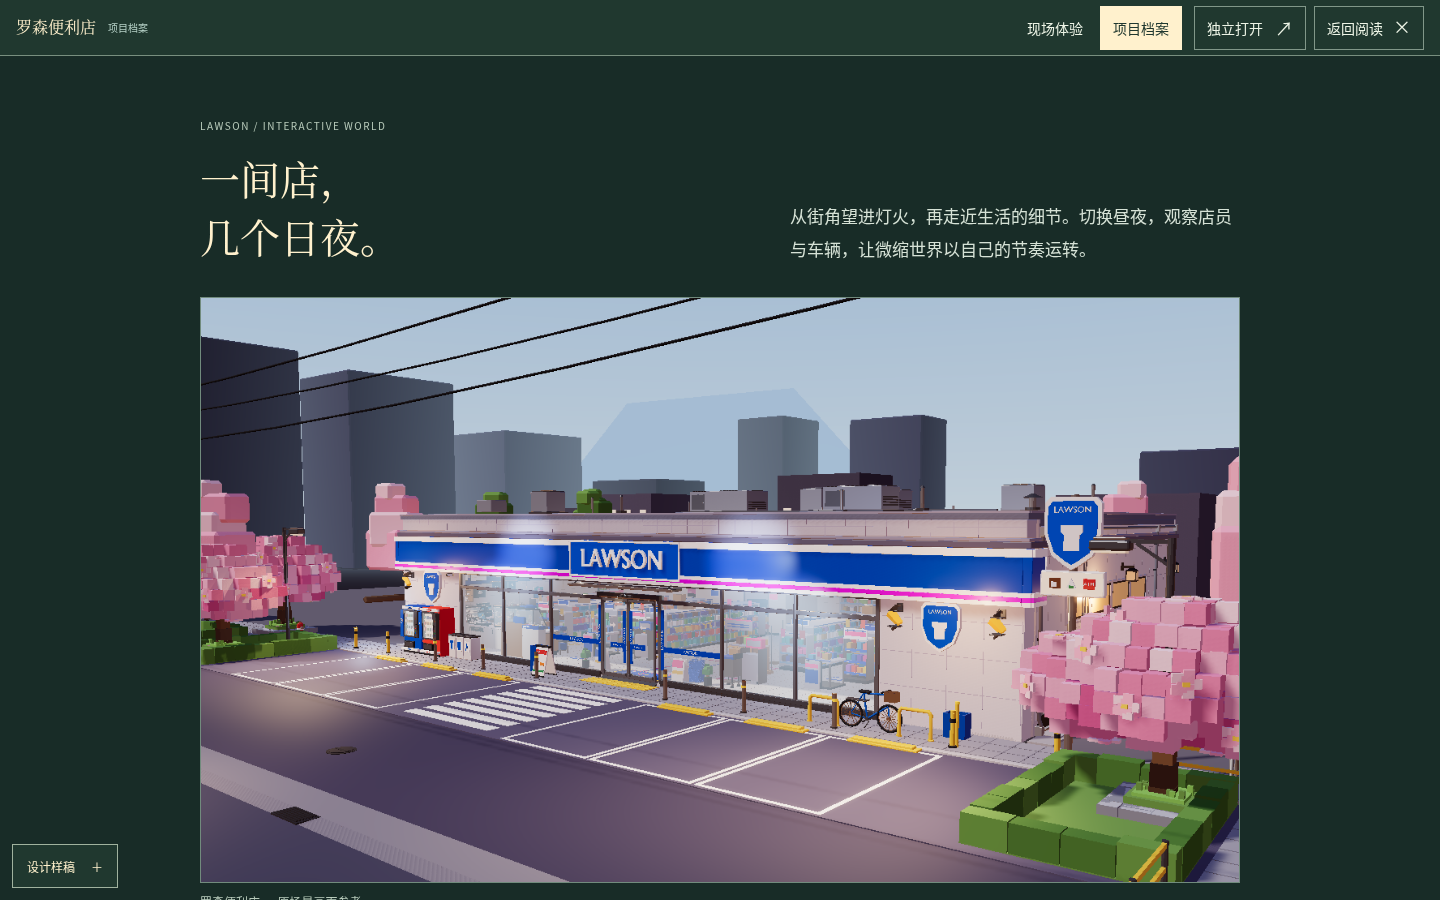 罗森便利店 项目档案
现场体验 项目档案 独立打开 ↗ 返回阅读 ×
LAWSON / INTERACTIVE WORLD
一间店，
几个日夜。
从街角望进灯火，再走近生活的细节。切换昼夜，观察店员
与车辆，让微缩世界以自己的节奏运转。
LAWSON
LAWSON
LAWSON
设计样稿 +